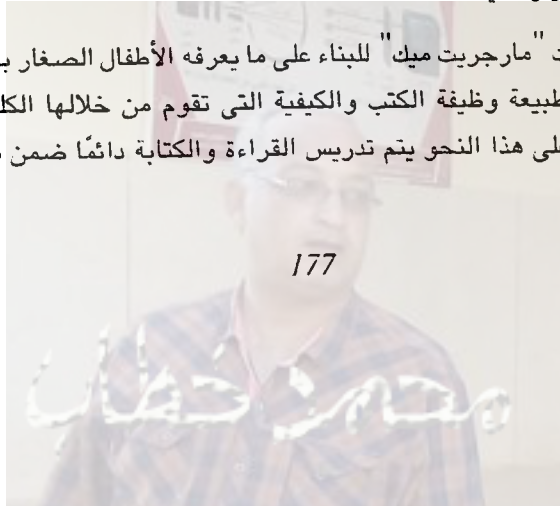 "مارجريت ميك" للبناء على ما يعرفه الأطفال الصغار
طبيعة وظيفة الكتب والكيفية التى تقوم من خلالها
على هذا النحو يتم تدريس القراءة والكتابة دائمًا ضمن
177
محمد خطاب